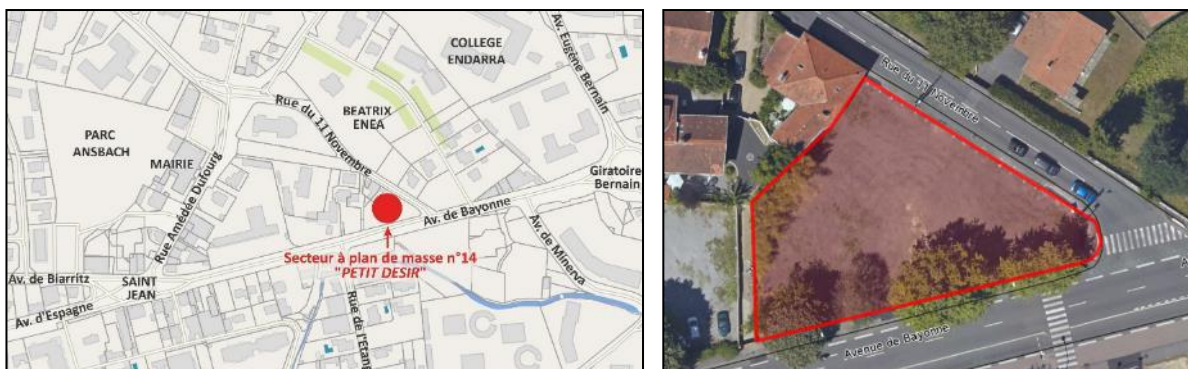 COLLEGE
ENDARRA
Av. Eugène Bernain
Rue du 11 Novembre
BEATRIX
ENEA
PARC
ANSBACH
MAIRIE
Rue Amédée Dufourg
Giratoire
Bernain
Av. de Bayonne
Secteur à plan de masse n°14
"PETIT DESIR"
Av. de Minerva
Av. de Biarritz
SAINT
JEAN
Av. d'Espagne
Rue de l'Etang
Rue du 11 Novembre
Avenue de Bayonne
A